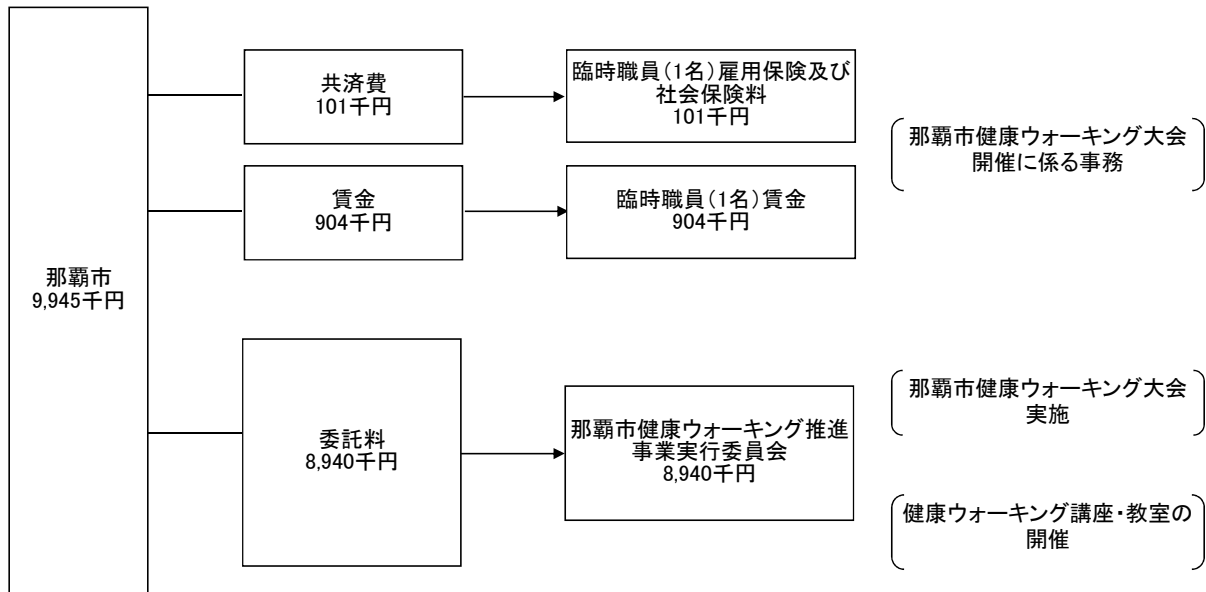 那覇市
9,945千円
共済費
101千円
臨時職員(1名)雇用保険及び
社会保険料
101千円
那覇市健康ウォーキング大会
開催に係る事務
賃金
904千円
臨時職員(1名)賃金
904千円
委託料
8,940千円
那覇市健康ウォーキング推進
事業実行委員会
8,940千円
那覇市健康ウォーキング大会
実施
健康ウォーキング講座・教室の
開催